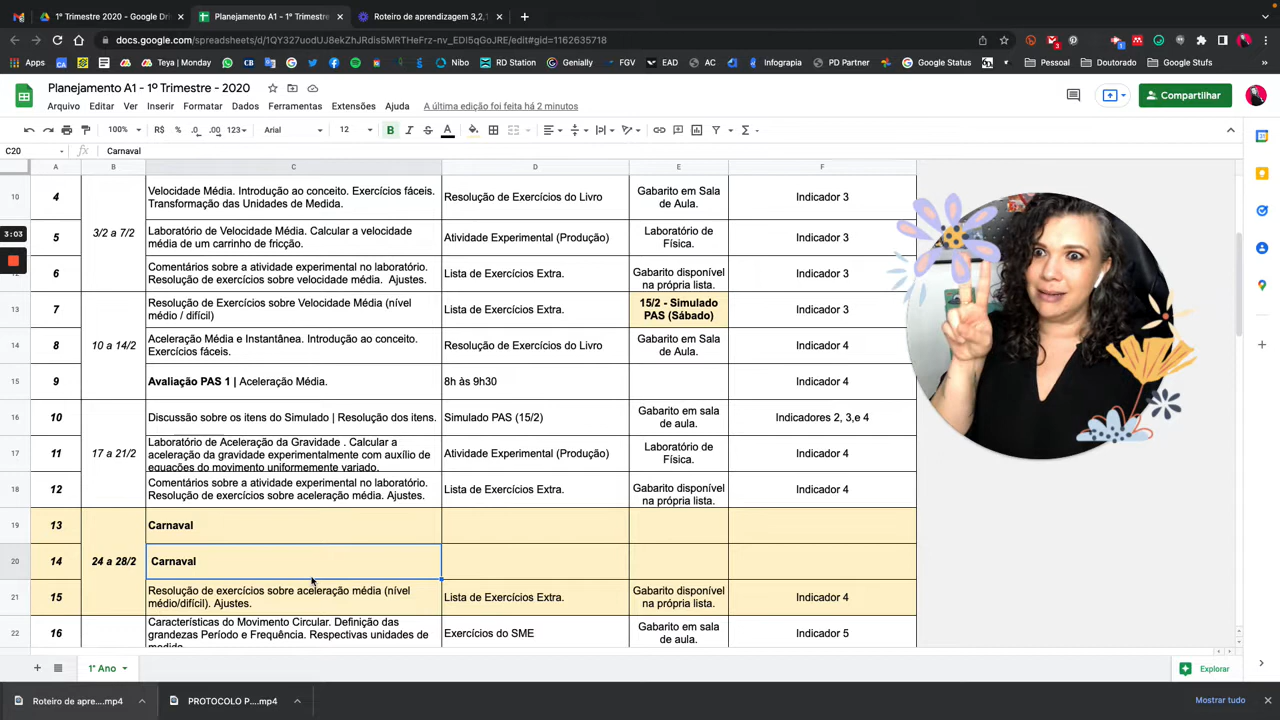 1º Trimestre 2020 - Google Dri
Planejamento A1 - 1º Trimestre -
Roteiro de aprendizagem 3,2,1
docs.google.com/spreadsheets/d/1QY327uodUJ8ekZhJRdis5MRTHeFrz-nv_EDI5qGoJRE/edit#gid=1162635718
Apps
Teya | Monday
Nibo
RD Station
Genially
FGV
EAD
AC
Infograpia
PRODUTOR
Google Status
Pessoal
Doutorado
Google Stufs
Planejamento A1 - 1º Trimestre - 2020
Arquivo Editar Ver Inserir Formatar Dados Ferramentas Extensões Ajuda A última edição foi feita há 2 minutos
Compartilhar
100% R$ % .0 .00 123 Arial 12 B I S A
C20 Carnaval
A B C D E F
10 4 Velocidade Média. Introdução ao conceito. Exercícios fáceis.
Transformação das Unidades de Medida.
Resolução de Exercícios do Livro
Gabarito em Sala
de Aula.
Indicador 3
3/2 a 7/2
5 Laboratório de Velocidade Média. Calcular a velocidade
média de um carrinho de fricção.
Atividade Experimental (Produção)
Laboratório de
Física.
Indicador 3
3:03
6 Comentários sobre a atividade experimental no laboratório.
Resolução de exercícios sobre velocidade média. Ajustes.
Lista de Exercícios Extra.
Gabarito disponível
na própria lista.
Indicador 3
13 7 Resolução de Exercícios sobre Velocidade Média (nível
médio / difícil)
Lista de Exercícios Extra.
15/2 - Simulado
PAS (Sábado)
Indicador 3
14 8 10 a 14/2 Aceleração Média e Instantânea. Introdução ao conceito.
Exercícios fáceis.
Resolução de Exercícios do Livro
Gabarito em Sala
de Aula.
Indicador 4
15 9 Avaliação PAS 1 | Aceleração Média.
8h às 9h30
Indicador 4
16 10 Discussão sobre os itens do Simulado | Resolução dos itens.
Simulado PAS (15/2)
Gabarito em sala
de aula.
Indicadores 2, 3,e 4
17 11 17 a 21/2 Laboratório de Aceleração da Gravidade . Calcular a
aceleração da gravidade experimentalmente com auxílio de
equações do movimento uniformemente variado.
Atividade Experimental (Produção)
Laboratório de
Física.
Indicador 4
18 12 Comentários sobre a atividade experimental no laboratório.
Resolução de exercícios sobre aceleração média. Ajustes.
Lista de Exercícios Extra.
Gabarito disponível
na própria lista.
Indicador 4
19 13 Carnaval
20 14 24 a 28/2 Carnaval
21 15 Resolução de exercícios sobre aceleração média (nível
médio/difícil). Ajustes.
Lista de Exercícios Extra.
Gabarito disponível
na própria lista.
Indicador 4
22 16 Características do Movimento Circular. Definição das
grandezas Período e Frequência. Respectivas unidades de
medida.
Exercícios do SME
Gabarito em sala
de aula.
Indicador 5
1° Ano
Explorar
Roteiro de apre....mp4
PROTOCOLO P....mp4
Mostrar tudo